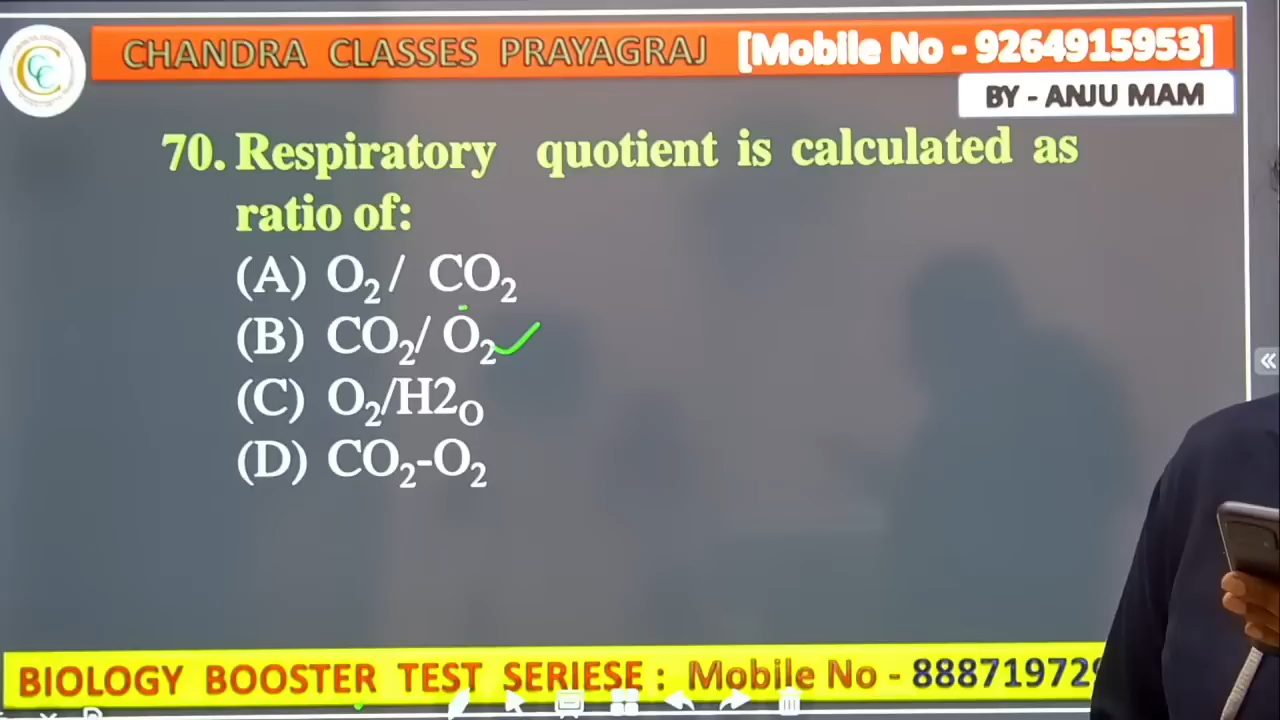 CHANDRA CLASSES PRAYAGRAJ [Mobile No - 9264915953]
BY - ANJU MAM
70. Respiratory quotient is calculated as
ratio of:
(A) O₂/ CO₂
(B) CO₂/ O₂✓
(C) O₂/H2ₒ
(D) CO₂-O₂
BIOLOGY BOOSTER TEST SERIESE : Mobile No - 888719729